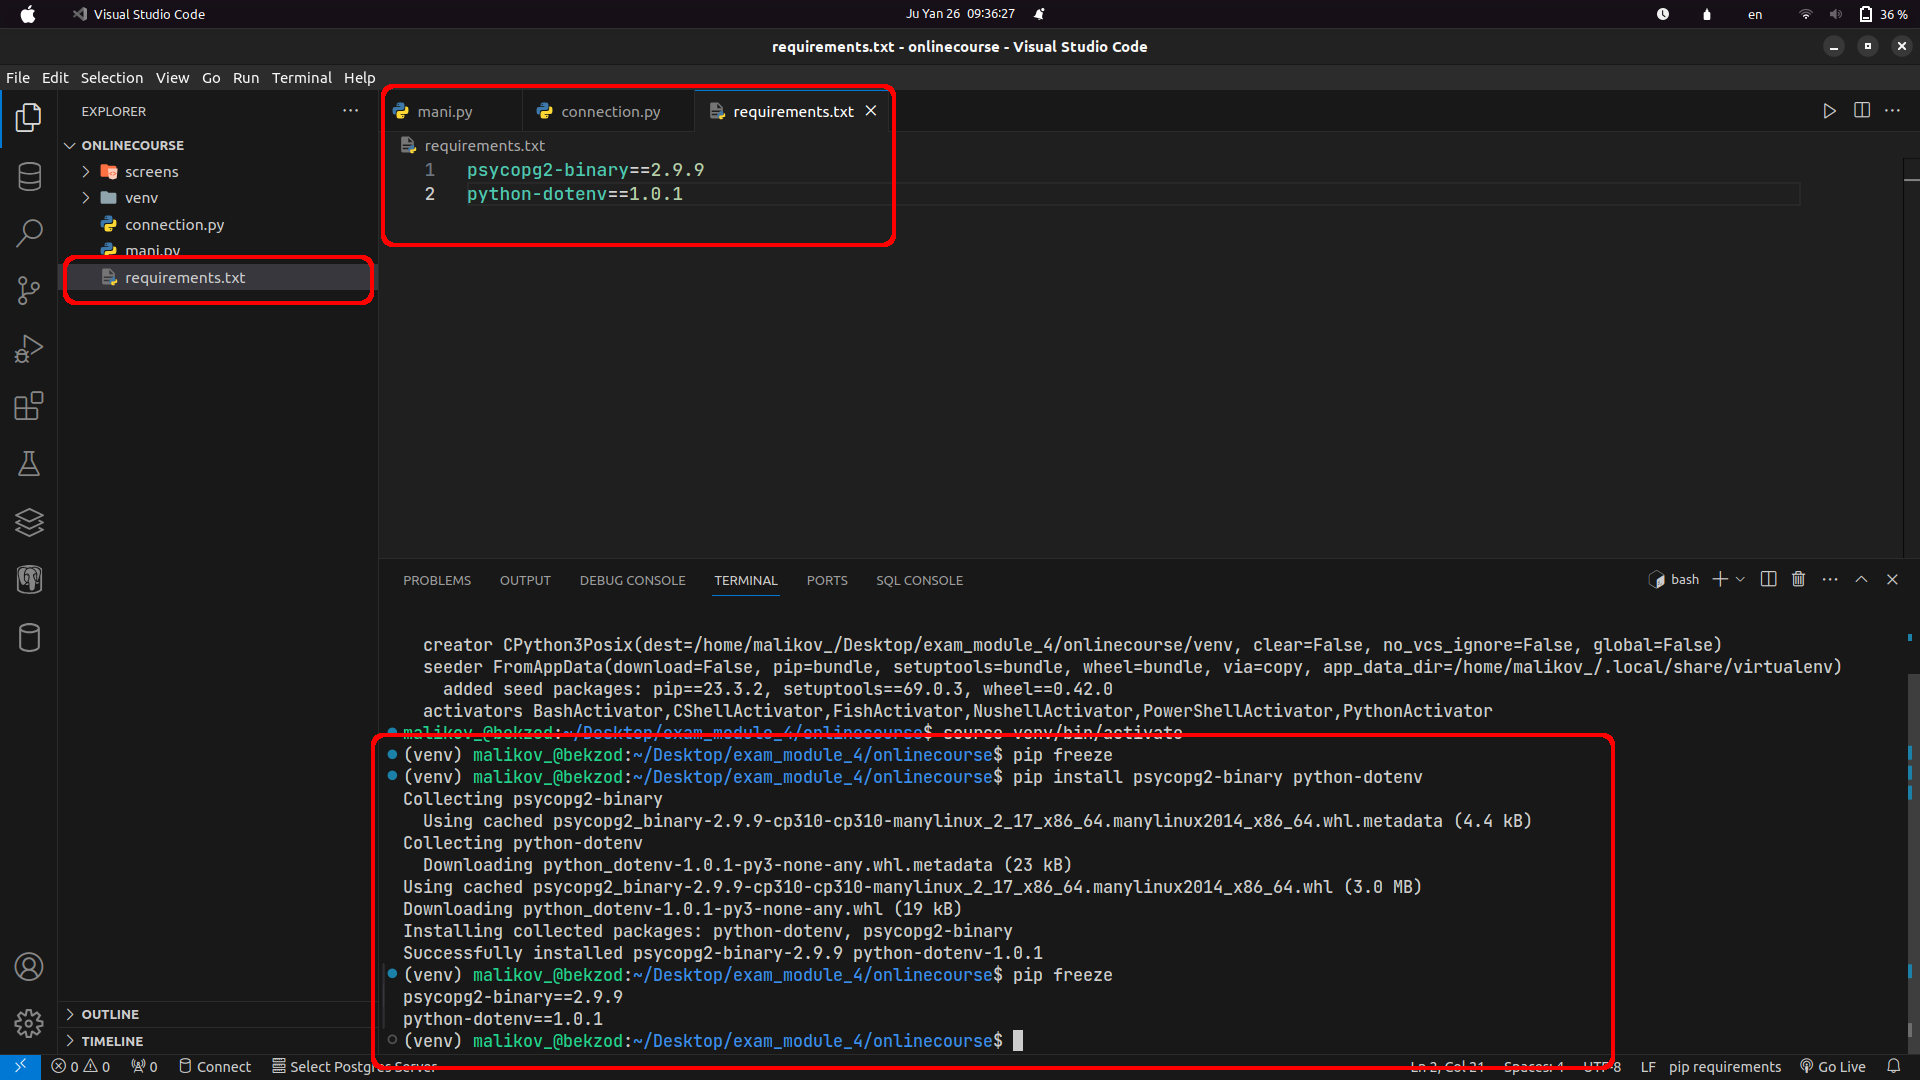 Visual Studio Code
Ju Yan 26 09:36:27
en
36 %
requirements.txt - onlinecourse - Visual Studio Code
File Edit Selection View Go Run Terminal Help
EXPLORER
ONLINECOURSE
screens
venv
connection.py
mani.py
requirements.txt
mani.py
connection.py
requirements.txt
requirements.txt
1 psycopg2-binary==2.9.9
2 python-dotenv==1.0.1
PROBLEMS OUTPUT DEBUG CONSOLE TERMINAL PORTS SQL CONSOLE
bash
creator CPython3Posix(dest=/home/malikov_/Desktop/exam_module_4/onlinecourse/venv, clear=False, no_vcs_ignore=False, global=False)
seeder FromAppData(download=False, pip=bundle, setuptools=bundle, wheel=bundle, via=copy, app_data_dir=/home/malikov_/.local/share/virtualenv)
added seed packages: pip==23.3.2, setuptools==69.0.3, wheel==0.42.0
activators BashActivator,CShellActivator,FishActivator,NushellActivator,PowerShellActivator,PythonActivator
malikov_@bekzod:~/Desktop/exam_module_4/onlinecourse$ source venv/bin/activate
(venv) malikov_@bekzod:~/Desktop/exam_module_4/onlinecourse$ pip freeze
(venv) malikov_@bekzod:~/Desktop/exam_module_4/onlinecourse$ pip install psycopg2-binary python-dotenv
Collecting psycopg2-binary
Using cached psycopg2_binary-2.9.9-cp310-cp310-manylinux_2_17_x86_64.manylinux2014_x86_64.whl.metadata (4.4 kB)
Collecting python-dotenv
Downloading python_dotenv-1.0.1-py3-none-any.whl.metadata (23 kB)
Using cached psycopg2_binary-2.9.9-cp310-cp310-manylinux_2_17_x86_64.manylinux2014_x86_64.whl (3.0 MB)
Downloading python_dotenv-1.0.1-py3-none-any.whl (19 kB)
Installing collected packages: python-dotenv, psycopg2-binary
Successfully installed psycopg2-binary-2.9.9 python-dotenv-1.0.1
(venv) malikov_@bekzod:~/Desktop/exam_module_4/onlinecourse$ pip freeze
psycopg2-binary==2.9.9
python-dotenv==1.0.1
(venv) malikov_@bekzod:~/Desktop/exam_module_4/onlinecourse$
OUTLINE
TIMELINE
0 0 0 Connect Select Postgres Server
Ln 2, Col 21 Spaces: 4 UTF-8 LF pip requirements Go Live